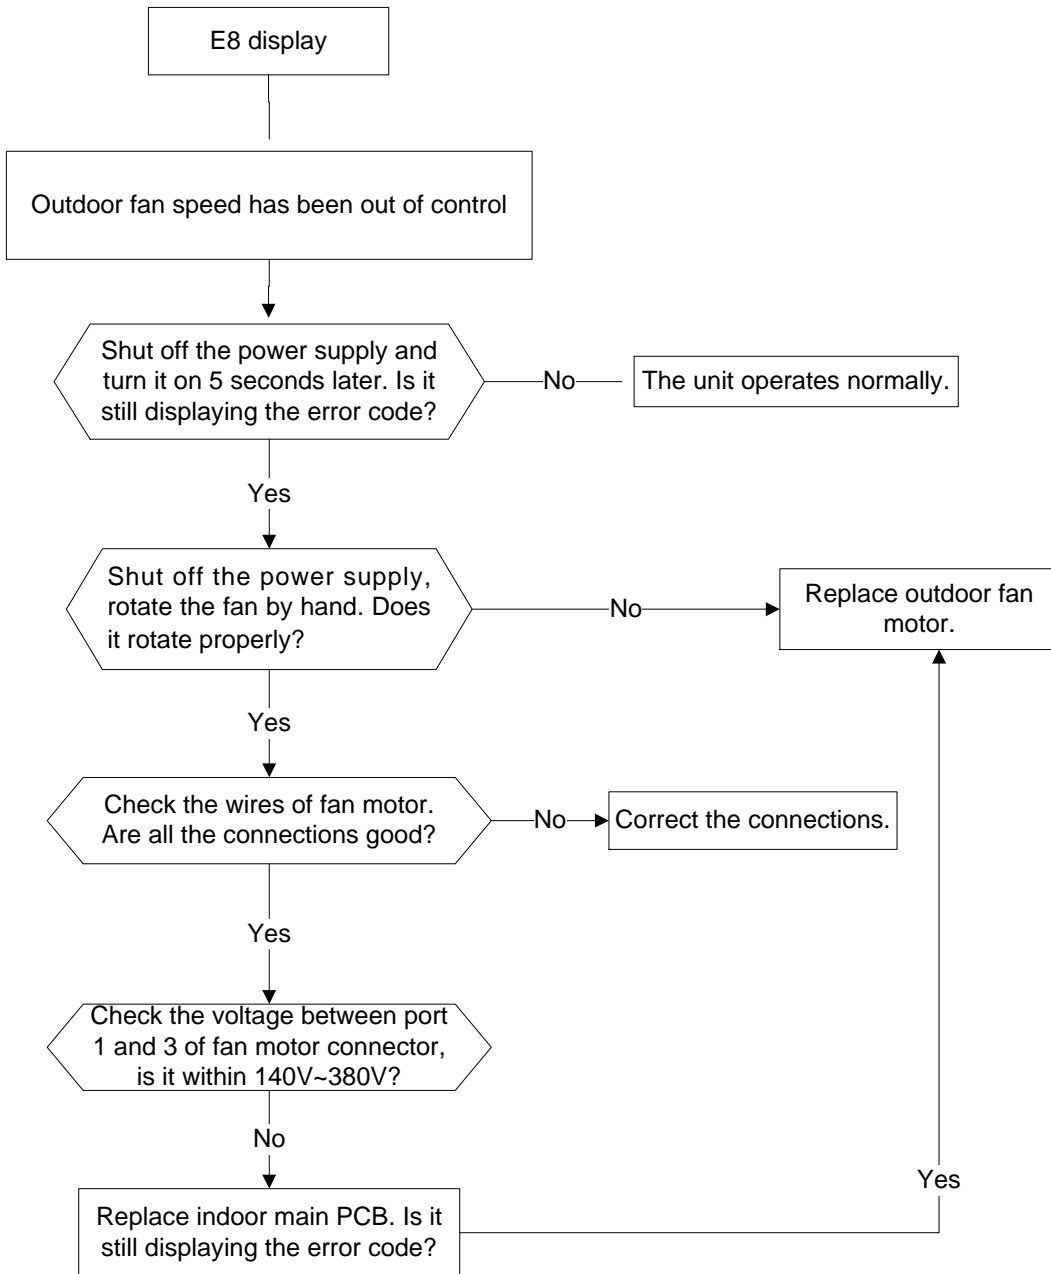 E8 display
Outdoor fan speed has been out of control
Shut off the power supply and
turn it on 5 seconds later. Is it
still displaying the error code?
No
The unit operates normally.
Yes
Shut off the power supply,
rotate the fan by hand. Does
it rotate properly?
No
Replace outdoor fan
motor.
Yes
Check the wires of fan motor.
Are all the connections good?
No
Correct the connections.
Yes
Check the voltage between port
1 and 3 of fan motor connector,
is it within 140V~380V?
No
Yes
Replace indoor main PCB. Is it
still displaying the error code?